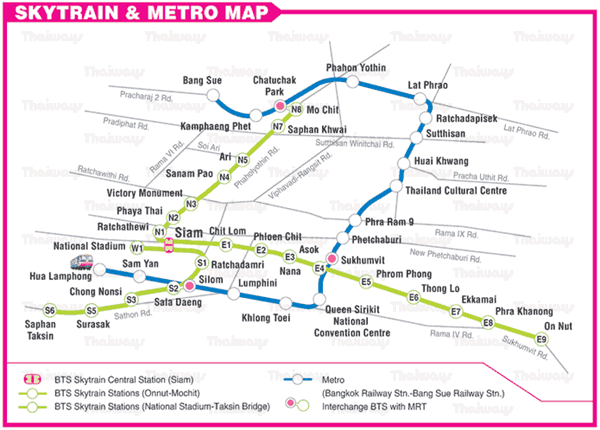 SKYTRAIN & METRO MAP
Thaiways
Phahon Yothin
Bang Sue
Chatuchak
Park
Lat Phrao
Pracharaj 2 Rd.
N8
Mo Chit
Ratchadapisek
Kamphaeng Phet
N7
Saphan Khwai
Lat Phrao Rd.
Pradiphat Rd.
Sutthisan
Sutthisan Winitchai Rd.
Rama VI Rd.
Soi Ari
Ari
N5
Phaholyothin Rd.
Huai Khwang
Ratchawithi Rd.
Sanam Pao
N4
Viphavadi-Rangsit Rd.
Pracha Uthit Rd.
Victory Monument
N3
Thailand Cultural Centre
Phaya Thai
N2
Phra Ram 9
Rama IX Rd.
Ratchathewi
N1
Siam
Chit Lom
Phloen Chit
Phetchaburi
New Phetchaburi Rd.
National Stadium
W1
E1
E2
Asok
Sukhumvit
S1
E3
Ratchadamri
Nana
E4
Hua Lamphong
Sam Yan
Silom
Lumphini
E5
Phrom Phong
Chong Nonsi
S2
E6
Thong Lo
S3
Sala Daeng
Ekkamai
S6
S5
Sathon Rd.
Khlong Toei
Queen Sirikit
National
Convention Centre
E7
Phra Khanong
Saphan
Taksin
Surasak
Rama IV Rd.
E8
On Nut
E9
Sukhumvit Rd.
BTS Skytrain Central Station (Siam)
BTS Skytrain Stations (Onnut-Mochit)
BTS Skytrain Stations (National Stadium-Taksin Bridge)
Metro
(Bangkok Railway Stn.-Bang Sue Railway Stn.)
Interchange BTS with MRT